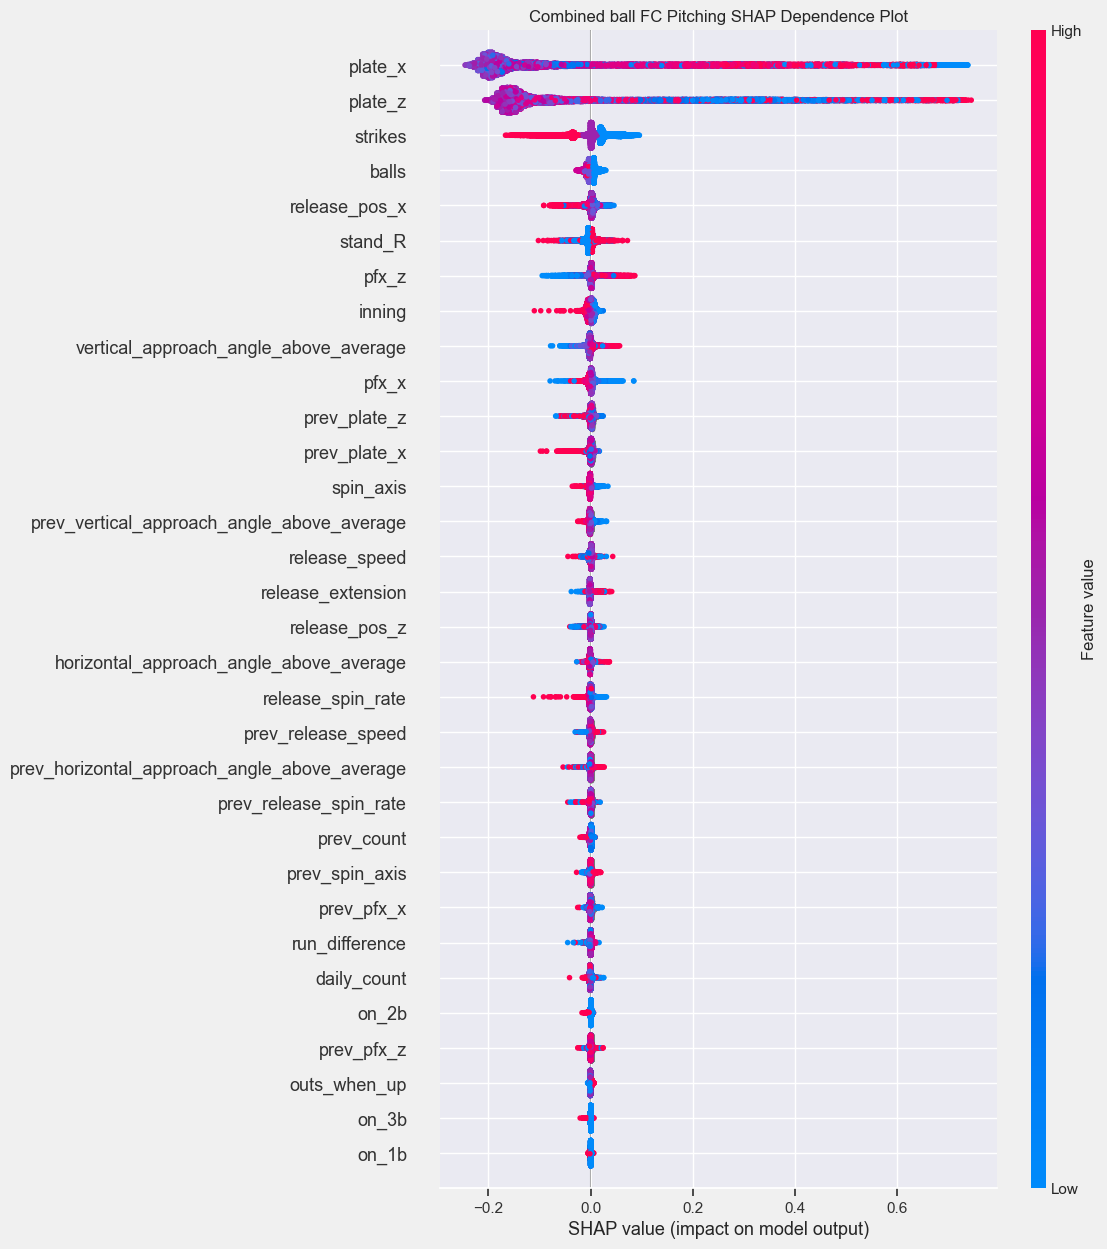 Combined ball FC Pitching SHAP Dependence Plot
High
plate_x
plate_z
strikes
balls
release_pos_x
stand_R
pfx_z
inning
vertical_approach_angle_above_average
pfx_x
prev_plate_z
prev_plate_x
spin_axis
prev_vertical_approach_angle_above_average
release_speed
release_extension
release_pos_z
horizontal_approach_angle_above_average
release_spin_rate
prev_release_speed
prev_horizontal_approach_angle_above_average
prev_release_spin_rate
prev_count
prev_spin_axis
prev_pfx_x
run_difference
daily_count
on_2b
prev_pfx_z
outs_when_up
on_3b
on_1b
Feature value
Low
−0.2 0.0 0.2 0.4 0.6
SHAP value (impact on model output)